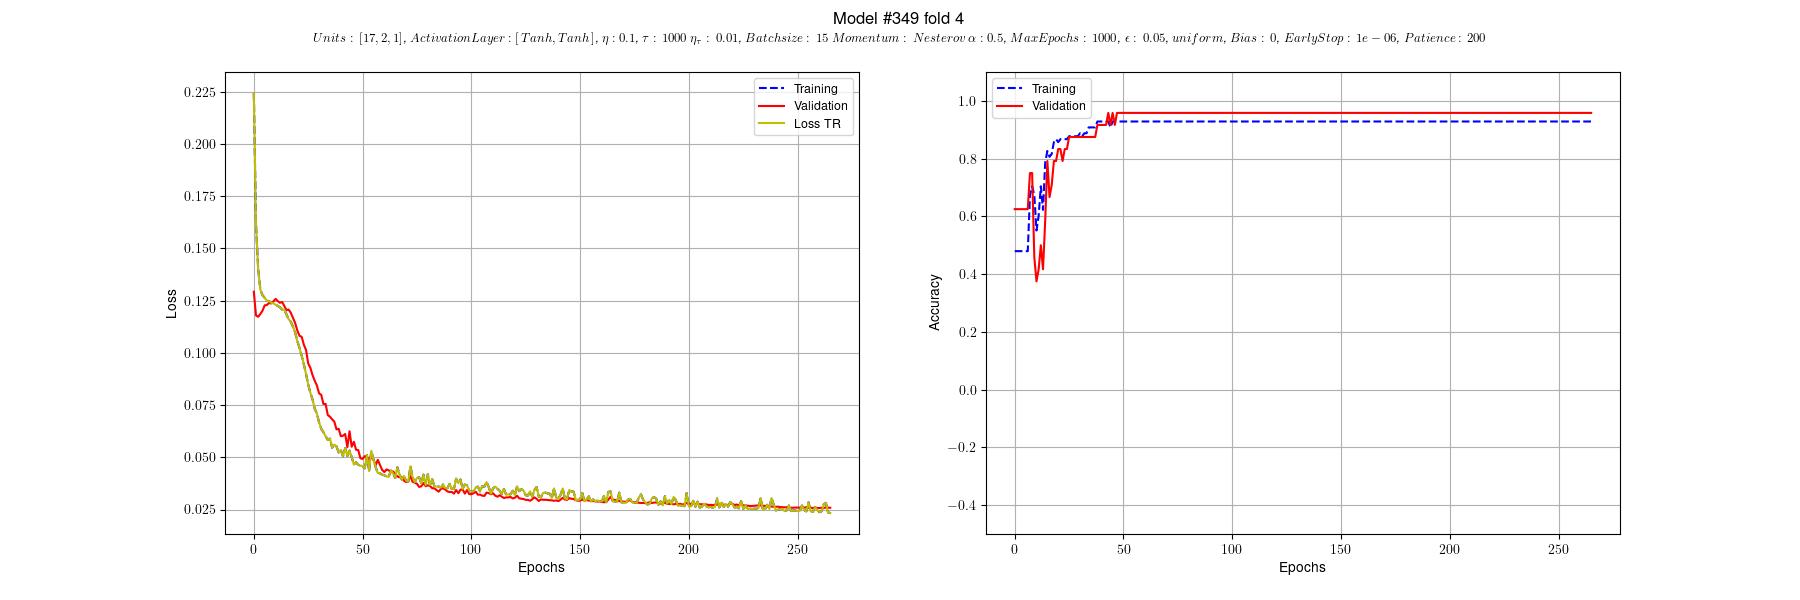 Model #349 fold 4
Units : [17, 2, 1], ActivationLayer : [Tanh, Tanh], η : 0.1, τ : 1000 ητ : 0.01, Batchsize : 15 Momentum : Nesterov α : 0.5, MaxEpochs : 1000, ϵ : 0.05, uniform, Bias : 0, EarlyStop : 1e − 06, Patience : 200
Training
Validation
Loss TR
0.225
0.200
0.175
0.150
0.125
0.100
0.075
0.050
0.025
Loss
0 50 100 150 200 250
Epochs
Training
Validation
1.0
0.8
0.6
0.4
0.2
0.0
−0.2
−0.4
Accuracy
0 50 100 150 200 250
Epochs